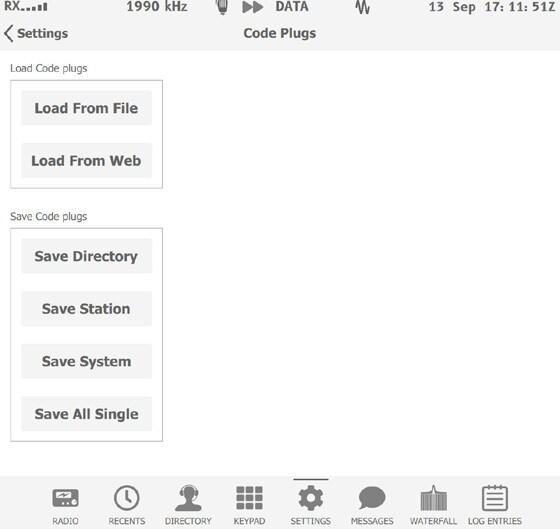 RX 1990 kHz DATA 13 Sep 17:11:51Z
Settings Code Plugs
Load Code plugs
Load From File
Load From Web
Save Code plugs
Save Directory
Save Station
Save System
Save All Single
RADIO RECENTS DIRECTORY KEYPAD SETTINGS MESSAGES WATERFALL LOG ENTRIES